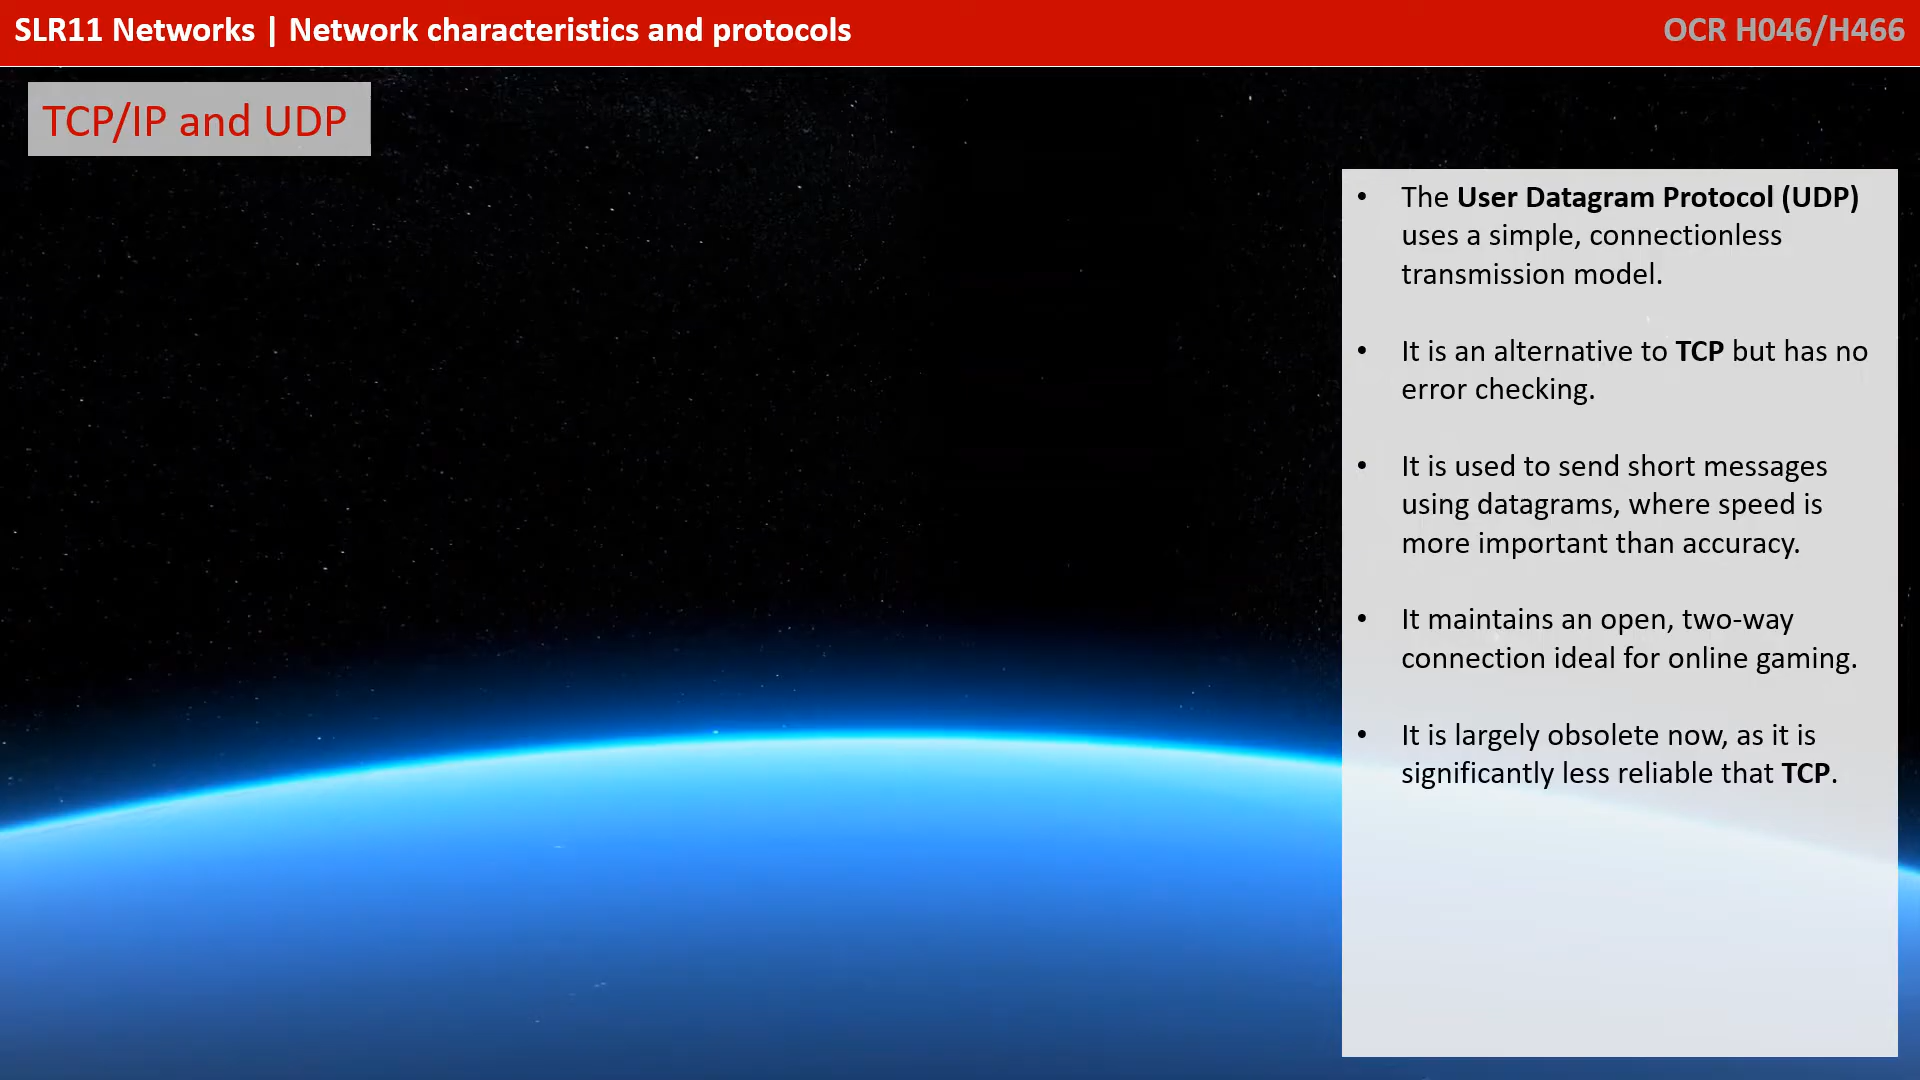 SLR11 Networks | Network characteristics and protocols
OCR H046/H466
TCP/IP and UDP
• The User Datagram Protocol (UDP)
uses a simple, connectionless
transmission model.
• It is an alternative to TCP but has no
error checking.
• It is used to send short messages
using datagrams, where speed is
more important than accuracy.
• It maintains an open, two-way
connection ideal for online gaming.
• It is largely obsolete now, as it is
significantly less reliable that TCP.